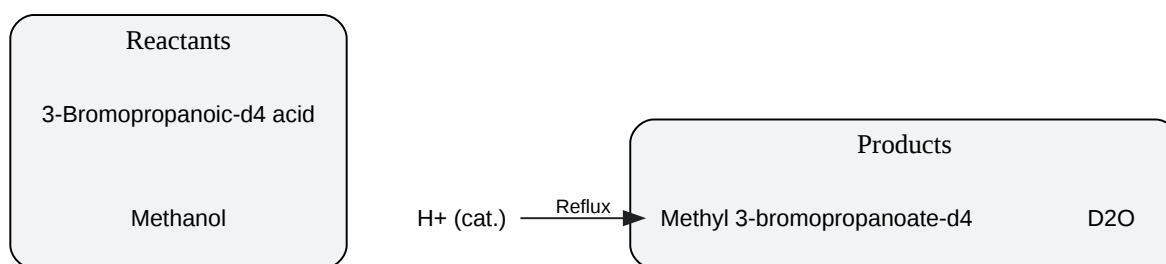 Reactants
3-Bromopropanoic-d4 acid
Methanol
H+ (cat.)
Reflux
Products
Methyl 3-bromopropanoate-d4
D2O